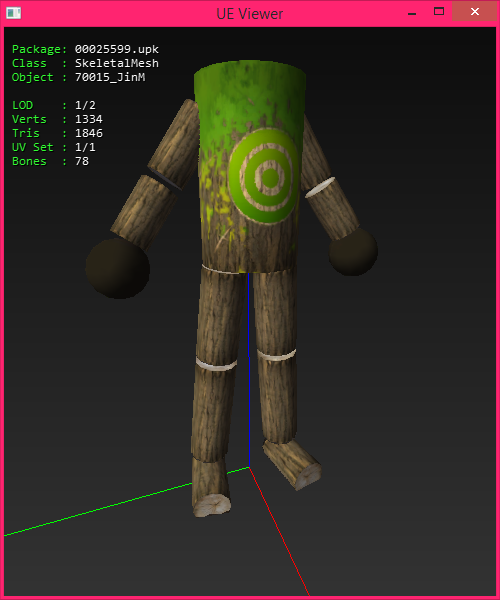 UE Viewer
Package: 00025599.upk
Class  : SkeletalMesh
Object : 70015_JinM
LOD    : 1/2
Verts  : 1334
Tris   : 1846
UV Set : 1/1
Bones  : 78